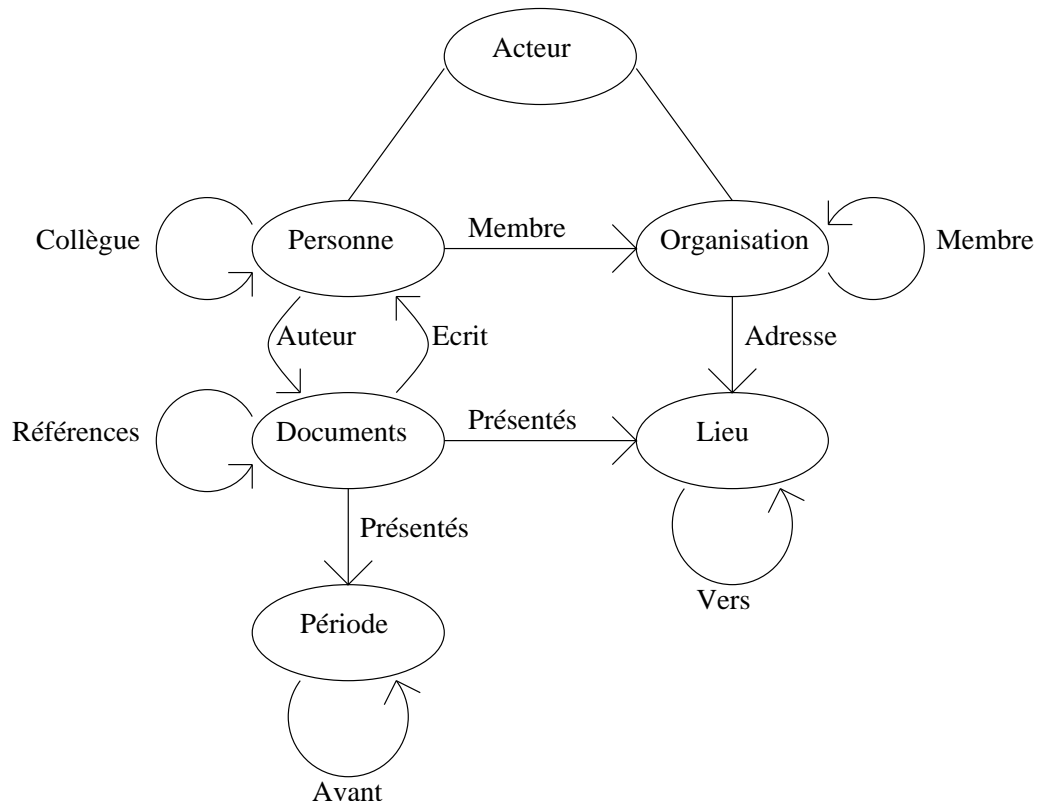 Acteur
Collègue
Personne
Membre
Organisation
Membre
Auteur
Ecrit
Adresse
Références
Documents
Présentés
Lieu
Présentés
Vers
Période
Avant